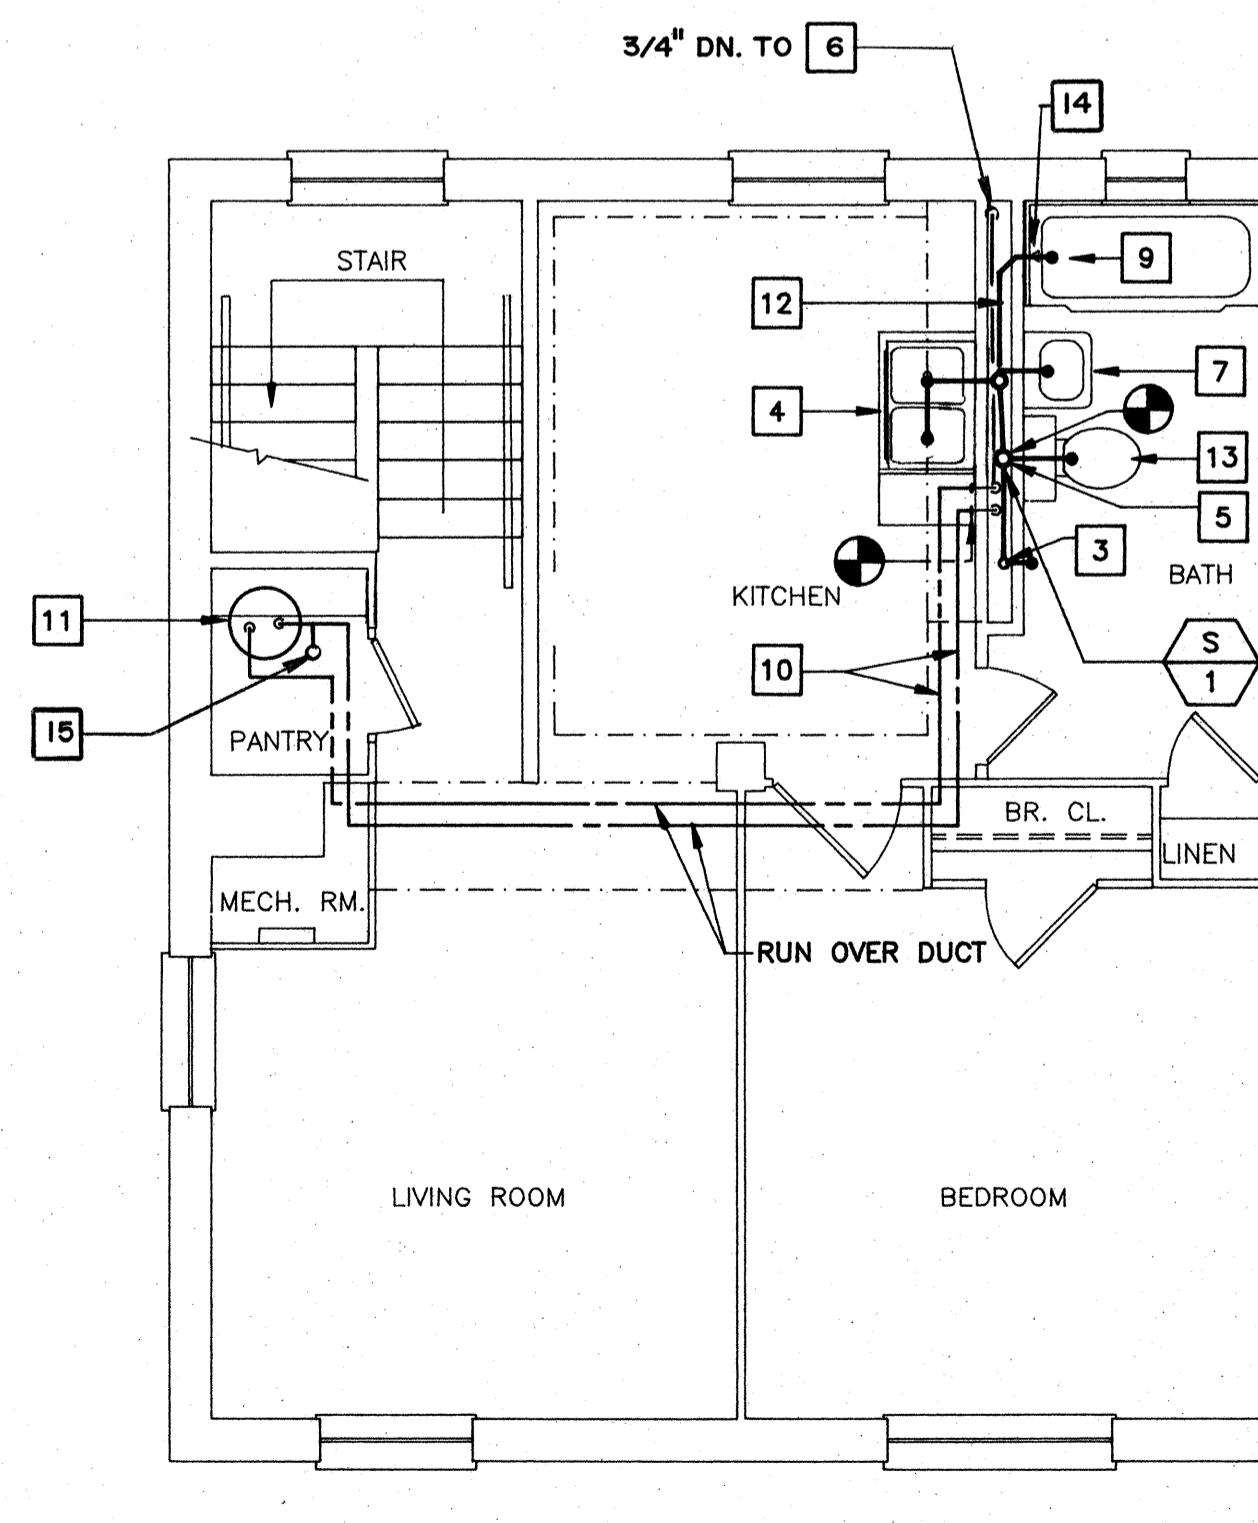 3/4" DN. TO 6
14
STAIR
9
12
7
4
13
5
3
BATH
KITCHEN
11
S
1
10
15
PANTRY
BR. CL.
LINEN
MECH. RM.
RUN OVER DUCT
LIVING ROOM
BEDROOM